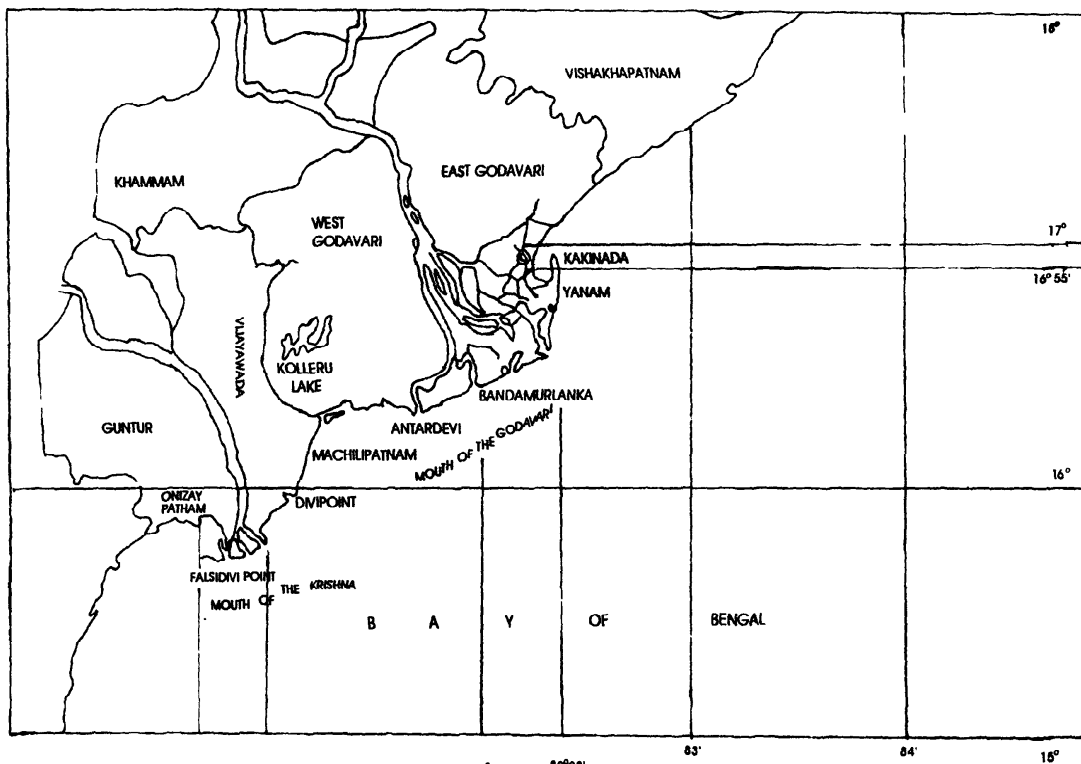 18°
VISHAKHAPATNAM
EAST GODAVARI
KHAMMAM
WEST
GODAVARI
17°
KAKINADA
16° 55'
YANAM
VIJAYAWADA
KOLLERU
LAKE
BANDAMURLANKA
GUNTUR
ANTARDEVI
MACHILIPATNAM
MOUTH OF THE GODAVARI
16°
ONIZAY
PATHAM
DIVIPOINT
FALSIDIVI POINT
MOUTH OF THE KRISHNA
BAY OF BENGAL
83'
84'
15°